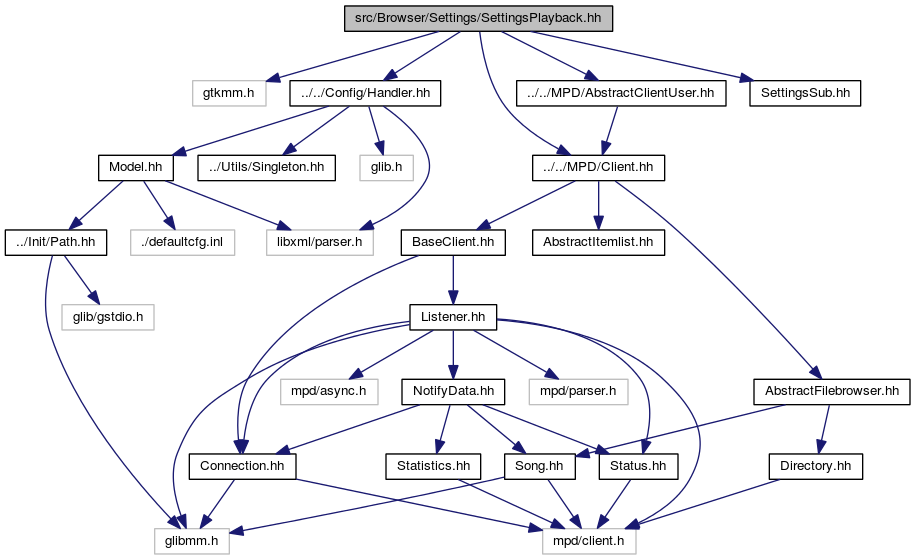 src/Browser/Settings/SettingsPlayback.hh
gtkmm.h
../../Config/Handler.hh
../../MPD/AbstractClientUser.hh
SettingsSub.hh
Model.hh
../Utils/Singleton.hh
glib.h
../../MPD/Client.hh
../Init/Path.hh
./defaultcfg.inl
libxml/parser.h
BaseClient.hh
AbstractItemlist.hh
glib/gstdio.h
Listener.hh
mpd/async.h
NotifyData.hh
mpd/parser.h
AbstractFilebrowser.hh
Connection.hh
Statistics.hh
Song.hh
Status.hh
Directory.hh
glibmm.h
mpd/client.h